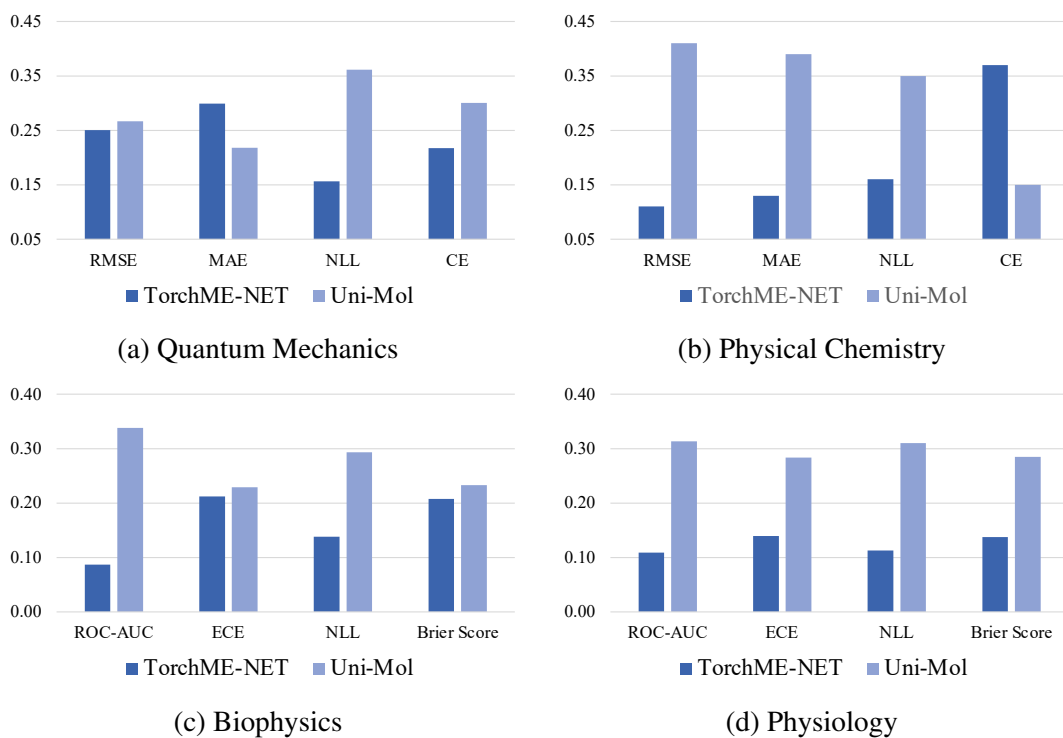 0.45
0.35
0.25
0.15
0.05
RMSE MAE NLL CE
TorchME-NET Uni-Mol
(a) Quantum Mechanics
0.45
0.35
0.25
0.15
0.05
RMSE MAE NLL CE
TorchME-NET Uni-Mol
(b) Physical Chemistry
0.40
0.30
0.20
0.10
0.00
ROC-AUC ECE NLL Brier Score
TorchME-NET Uni-Mol
(c) Biophysics
0.40
0.30
0.20
0.10
0.00
ROC-AUC ECE NLL Brier Score
TorchME-NET Uni-Mol
(d) Physiology